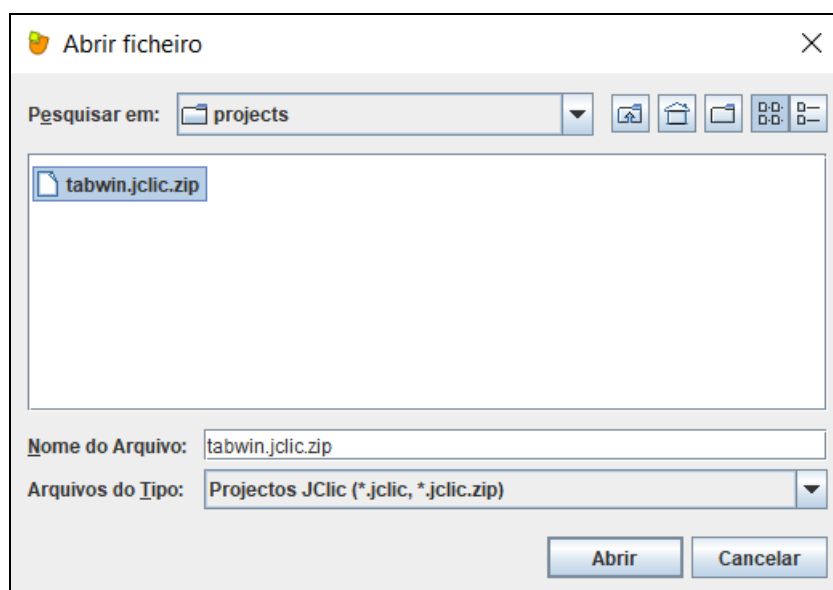 Abrir ficheiro
Pesquisar em: projects
tabwin.jclic.zip
Nome do Arquivo: tabwin.jclic.zip
Arquivos do Tipo: Projectos JClic (*.jclic, *.jclic.zip)
Abrir Cancelar